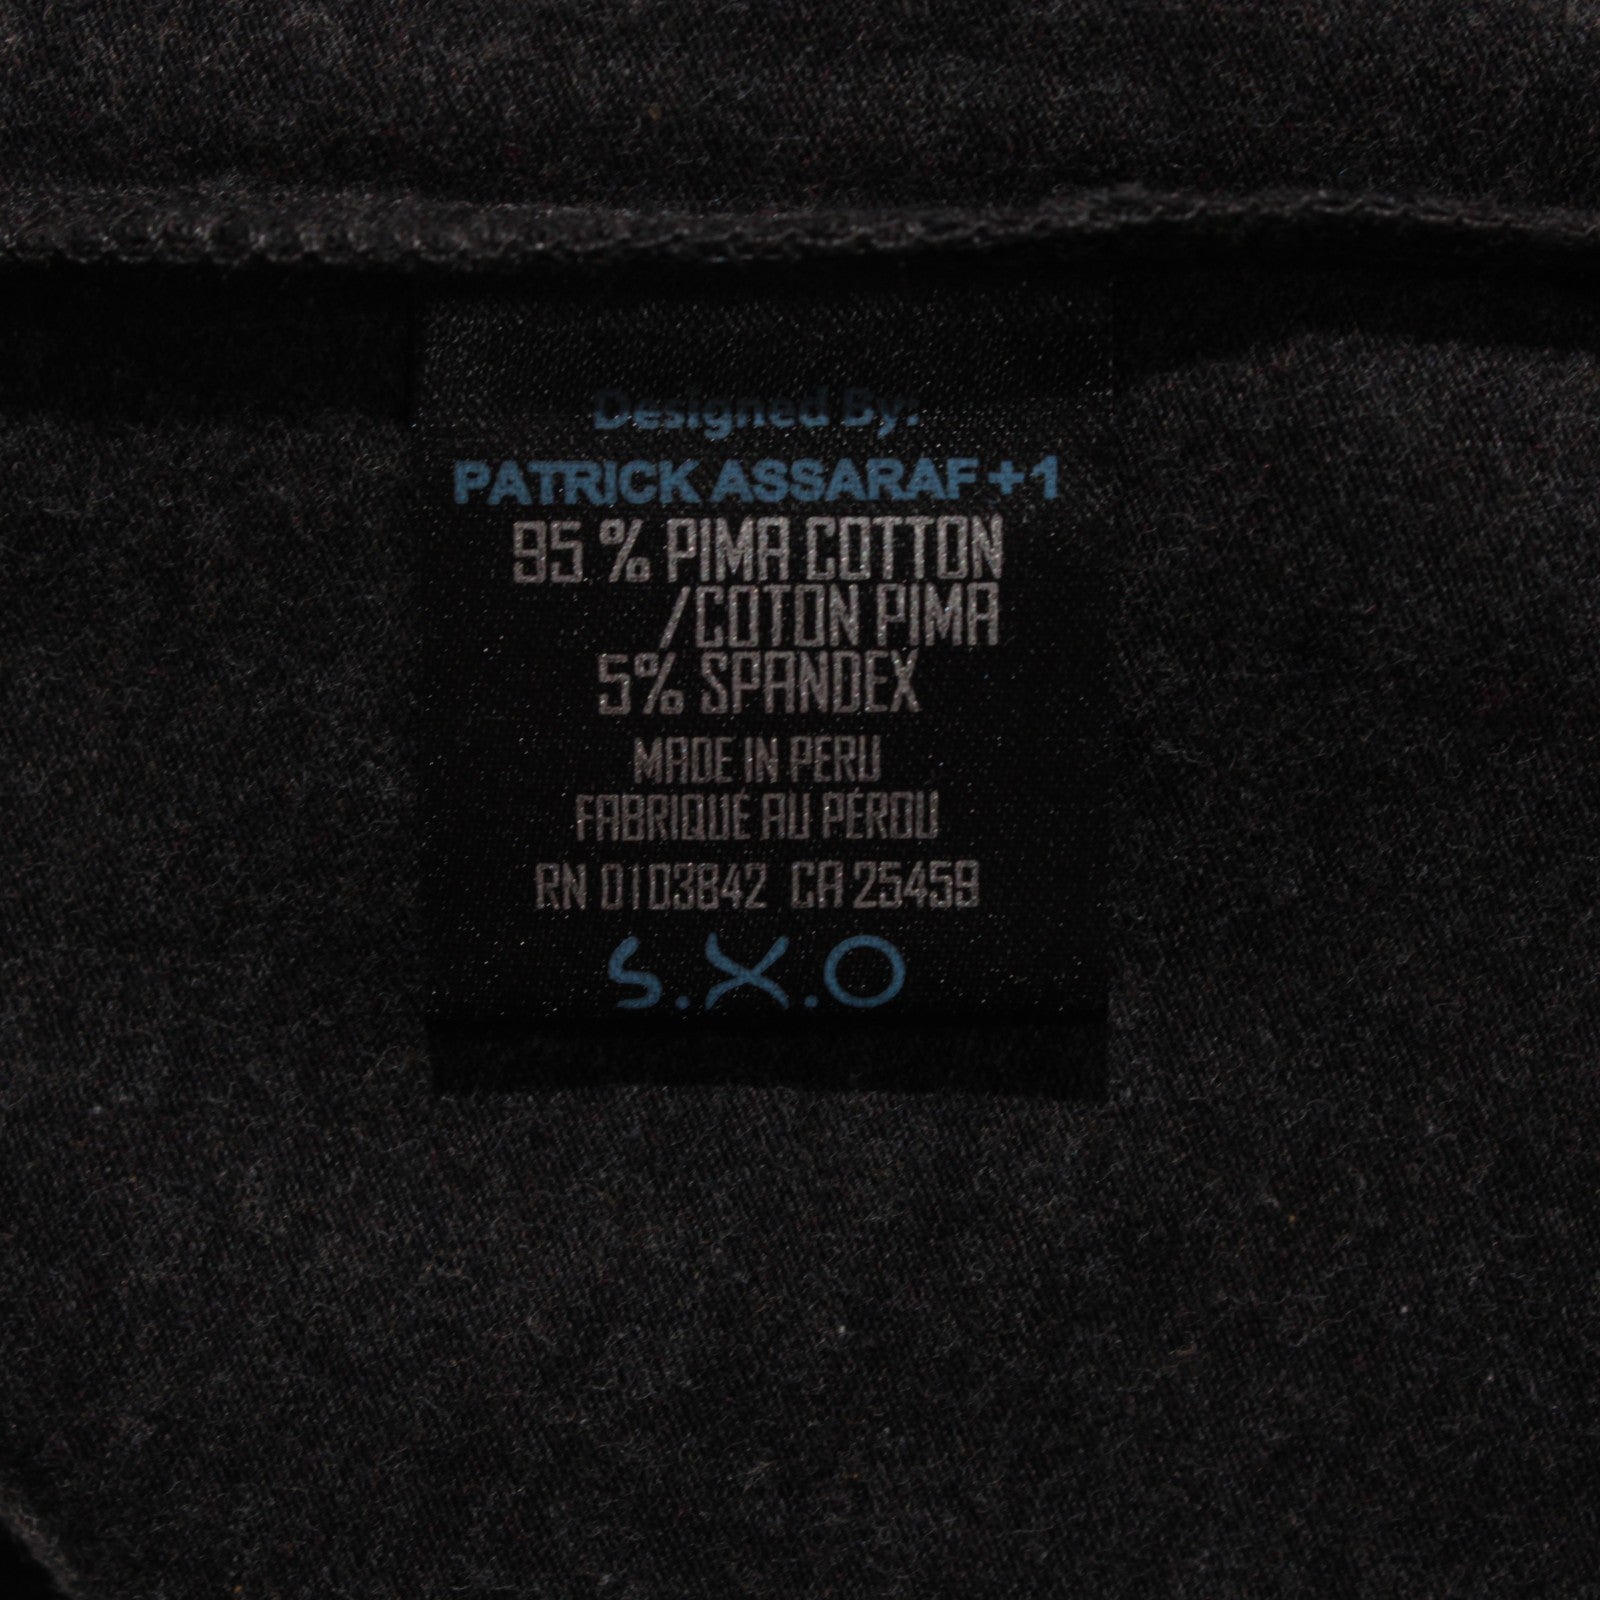 Designed By:
PATRICK ASSARAF +1
95 % PIMA COTTON
/COTON PIMA
5% SPANDEX
MADE IN PERU
FABRIQUÉ AU PÉROU
RN 0103842 CA 25459
S.X.O